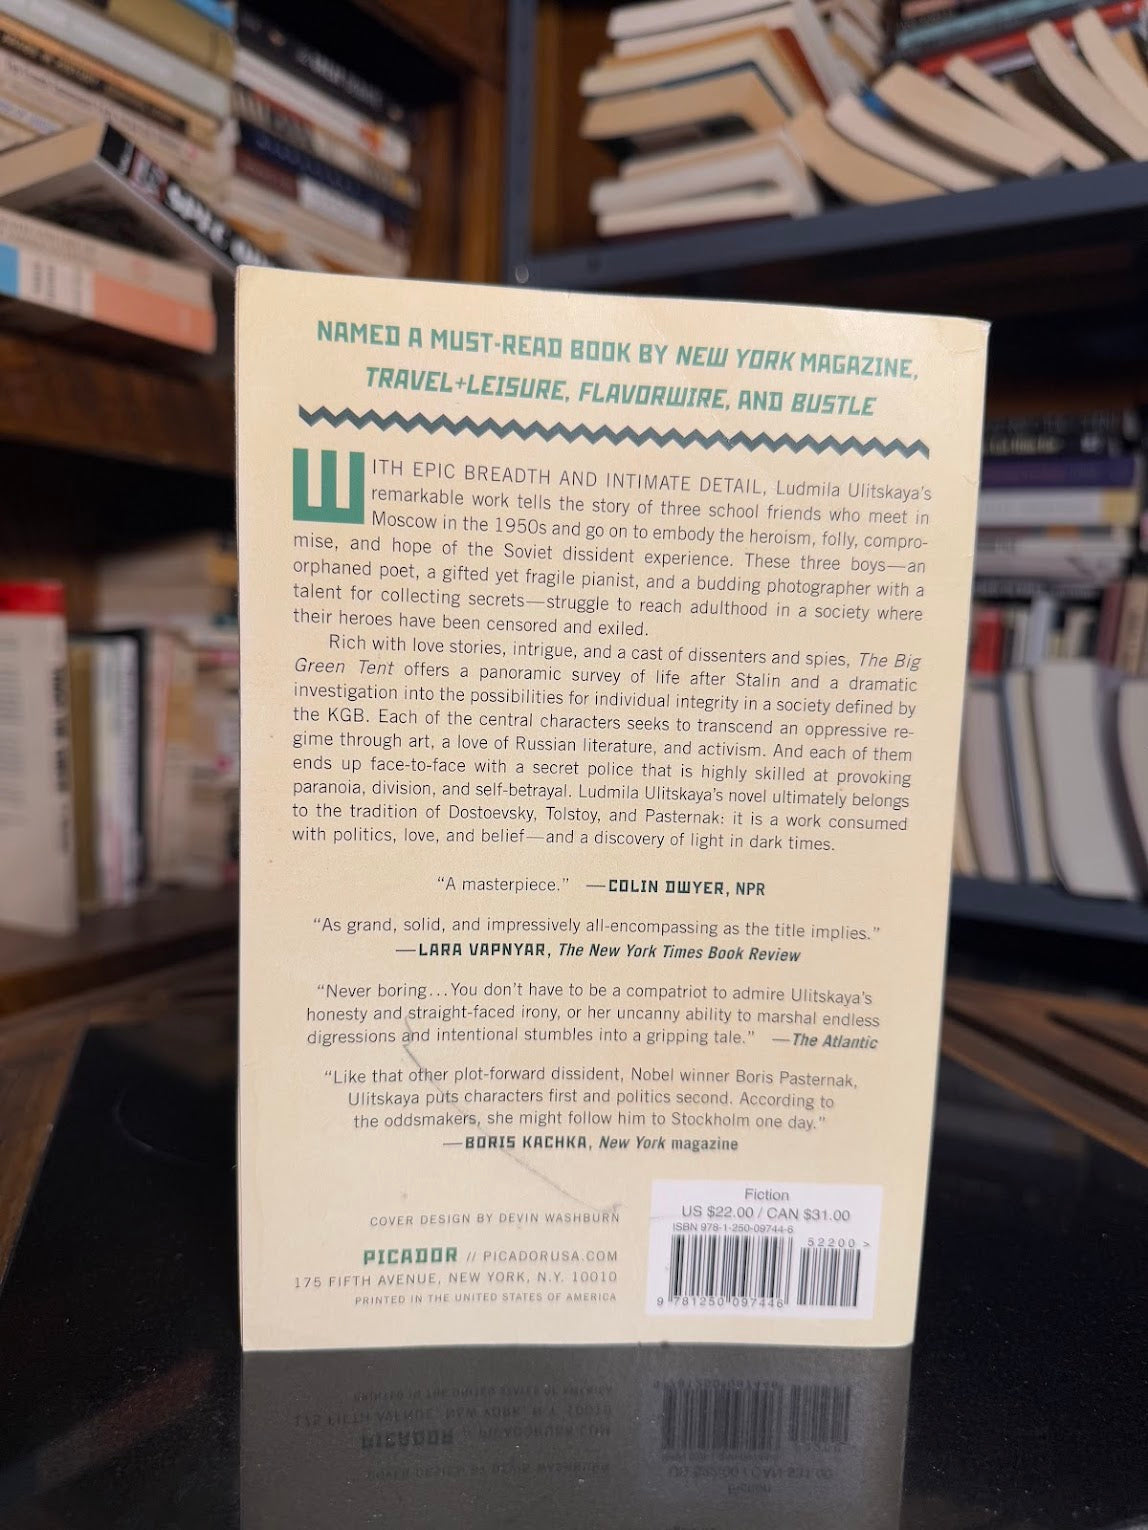 NAMED A MUST-READ BOOK BY NEW YORK MAGAZINE,
TRAVEL+LEISURE, FLAVORWIRE, AND BUSTLE
WITH EPIC BREADTH AND INTIMATE DETAIL, Ludmila Ulitskaya's
remarkable work tells the story of three school friends who meet in
Moscow in the 1950s and go on to embody the heroism, folly, compro-
mise, and hope of the Soviet dissident experience. These three boys—an
orphaned poet, a gifted yet fragile pianist, and a budding photographer with a
talent for collecting secrets—struggle to reach adulthood in a society where
their heroes have been censored and exiled.
Rich with love stories, intrigue, and a cast of dissenters and spies, The Big
Green Tent offers a panoramic survey of life after Stalin and a dramatic
investigation into the possibilities for individual integrity in a society defined by
the KGB. Each of the central characters seeks to transcend an oppressive re-
gime through art, a love of Russian literature, and activism. And each of them
ends up face-to-face with a secret police that is highly skilled at provoking
paranoia, division, and self-betrayal. Ludmila Ulitskaya's novel ultimately belongs
to the tradition of Dostoevsky, Tolstoy, and Pasternak: it is a work consumed
with politics, love, and belief—and a discovery of light in dark times.
"A masterpiece." —COLIN DWYER, NPR
"As grand, solid, and impressively all-encompassing as the title implies."
—LARA VAPNYAR, The New York Times Book Review
"Never boring...You don't have to be a compatriot to admire Ulitskaya's
honesty and straight-faced irony, or her uncanny ability to marshal endless
digressions and intentional stumbles into a gripping tale." —The Atlantic
"Like that other plot-forward dissident, Nobel winner Boris Pasternak,
Ulitskaya puts characters first and politics second. According to
the oddsmakers, she might follow him to Stockholm one day."
—BORIS KACHKA, New York magazine
COVER DESIGN BY DEVIN WASHBURN
PICADOR // PICADORUSA.COM
175 FIFTH AVENUE, NEW YORK, N.Y. 10010
PRINTED IN THE UNITED STATES OF AMERICA
Fiction
US $22.00 / CAN $31.00
ISBN 978-1-250-09744-6
52200 >
9 781250 097446